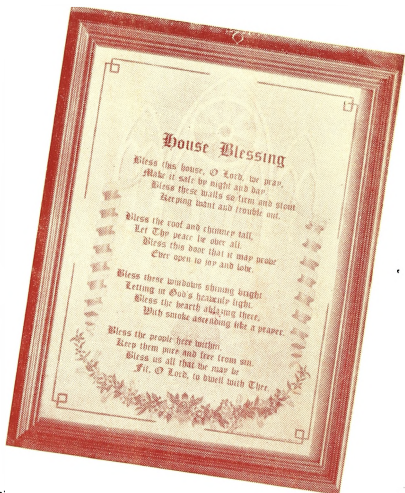 House Blessing
Bless this house, O Lord, we pray,
Make it safe by night and day.
Bless these walls so firm and stout
Keeping want and trouble out.
Bless the roof and chimney tall,
Let Thy peace lie over all.
Bless this door that it may prove
Ever open to joy and love.
Bless these windows shining bright
Letting in God's heavenly light.
Bless the hearth ablazing there,
With smoke ascending like a prayer.
Bless the people here within,
Keep them pure and free from sin.
Bless us all that we may be
Fit, O Lord, to dwell with Thee.